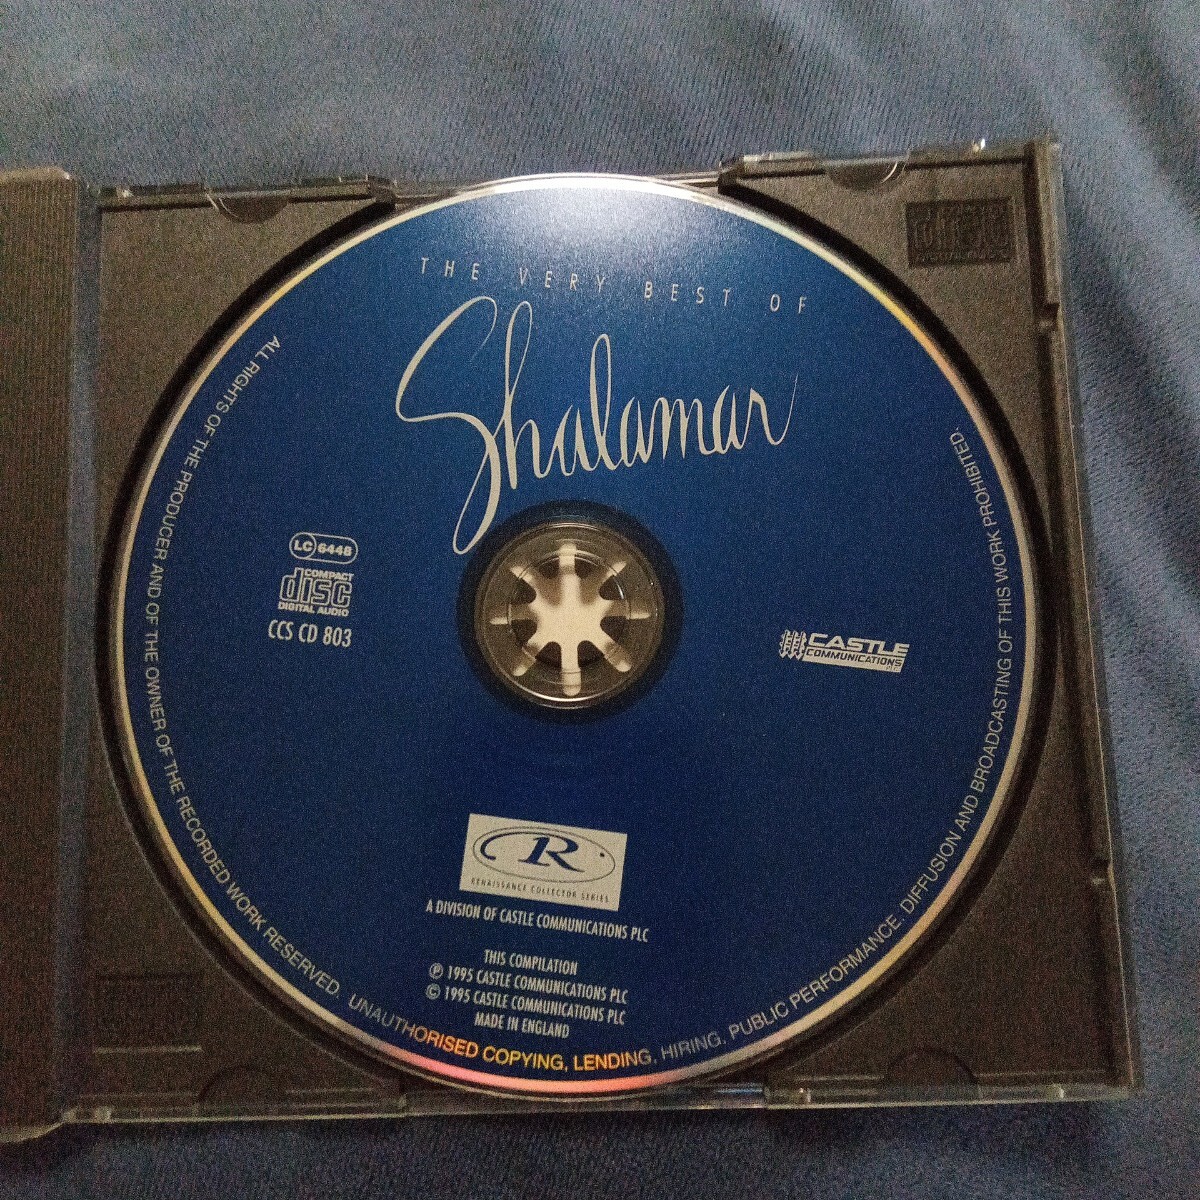 THE VERY BEST OF
Shalamar
LC 6448
COMPACT
disc
DIGITAL AUDIO
CCS CD 803
CASTLE
COMMUNICATIONS
PLC
R
RENAISSANCE COLLECTOR SERIES
A DIVISION OF CASTLE COMMUNICATIONS PLC
THIS COMPILATION
℗ 1995 CASTLE COMMUNICATIONS PLC
© 1995 CASTLE COMMUNICATIONS PLC
MADE IN ENGLAND
ALL RIGHTS OF THE PRODUCER AND OF THE OWNER OF THE RECORDED WORK RESERVED. UNAUTHORISED COPYING, LENDING, HIRING, PUBLIC PERFORMANCE, DIFFUSION AND BROADCASTING OF THIS WORK PROHIBITED.